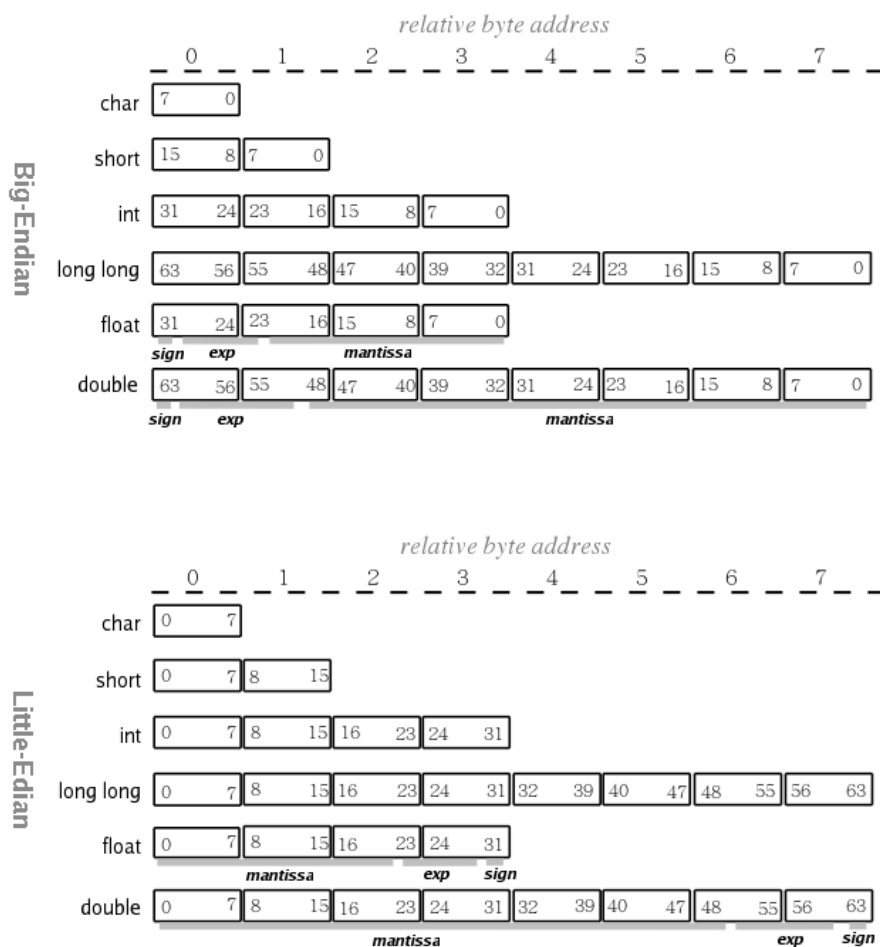 relative byte address
0 1 2 3 4 5 6 7
Big-Endian
char 7 0
short 15 8 7 0
int 31 24 23 16 15 8 7 0
long long 63 56 55 48 47 40 39 32 31 24 23 16 15 8 7 0
float 31 24 23 16 15 8 7 0
sign exp mantissa
double 63 56 55 48 47 40 39 32 31 24 23 16 15 8 7 0
sign exp mantissa
relative byte address
0 1 2 3 4 5 6 7
Little-Edian
char 0 7
short 0 7 8 15
int 0 7 8 15 16 23 24 31
long long 0 7 8 15 16 23 24 31 32 39 40 47 48 55 56 63
float 0 7 8 15 16 23 24 31
mantissa exp sign
double 0 7 8 15 16 23 24 31 32 39 40 47 48 55 56 63
mantissa exp sign